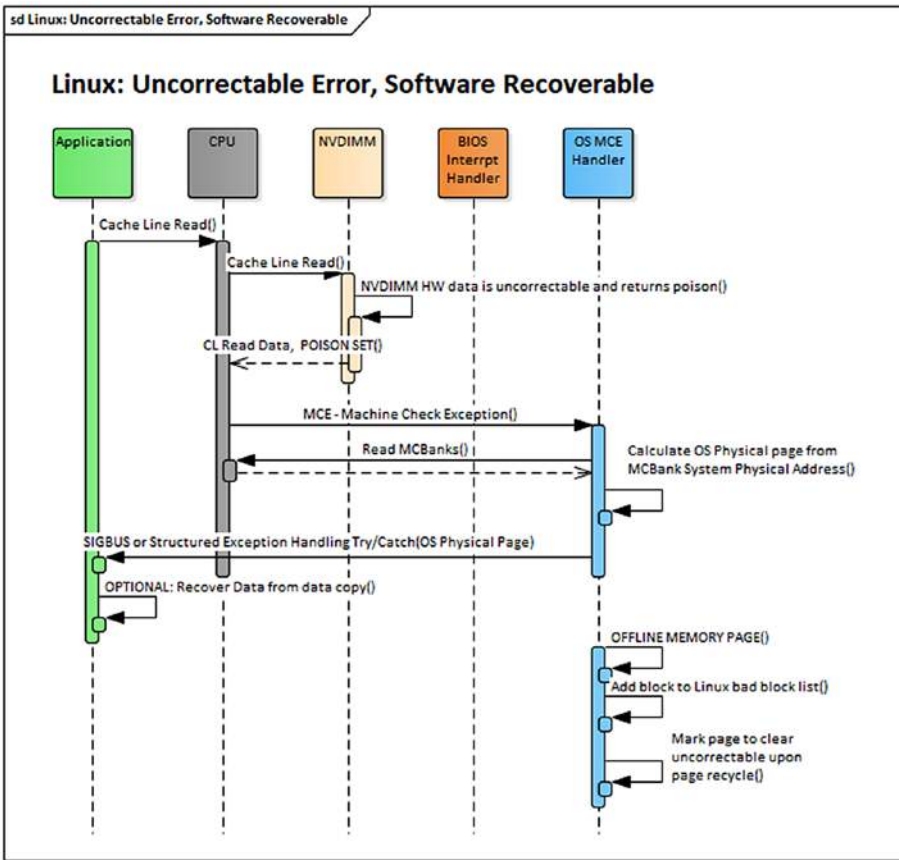 sd Linux: Uncorrectable Error, Software Recoverable
Linux: Uncorrectable Error, Software Recoverable
Application
CPU
NVDIMM
BIOS
Interrpt
Handler
OS MCE
Handler
Cache Line Read()
Cache Line Read()
NVDIMM HW data is uncorrectable and returns poison()
CL Read Data, POISON SET()
MCE - Machine Check Exception()
Read MCBanks()
Calculate OS Physical page from
MCBank System Physical Address()
SIGBUS or Structured Exception Handling Try/Catch(OS Physical Page)
OPTIONAL: Recover Data from data copy()
OFFLINE MEMORY PAGE()
Add block to Linux bad block list()
Mark page to clear
uncorrectable upon
page recycle()